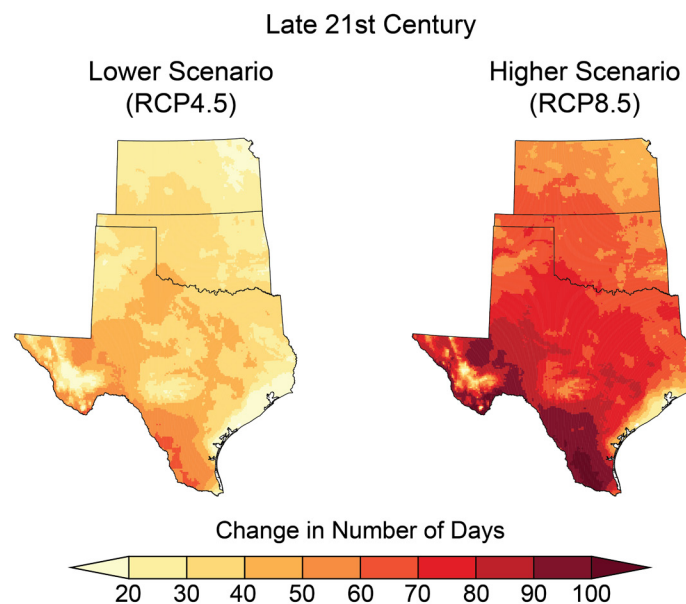 Late 21st Century
Lower Scenario
(RCP4.5)
Higher Scenario
(RCP8.5)
Change in Number of Days
20 30 40 50 60 70 80 90 100